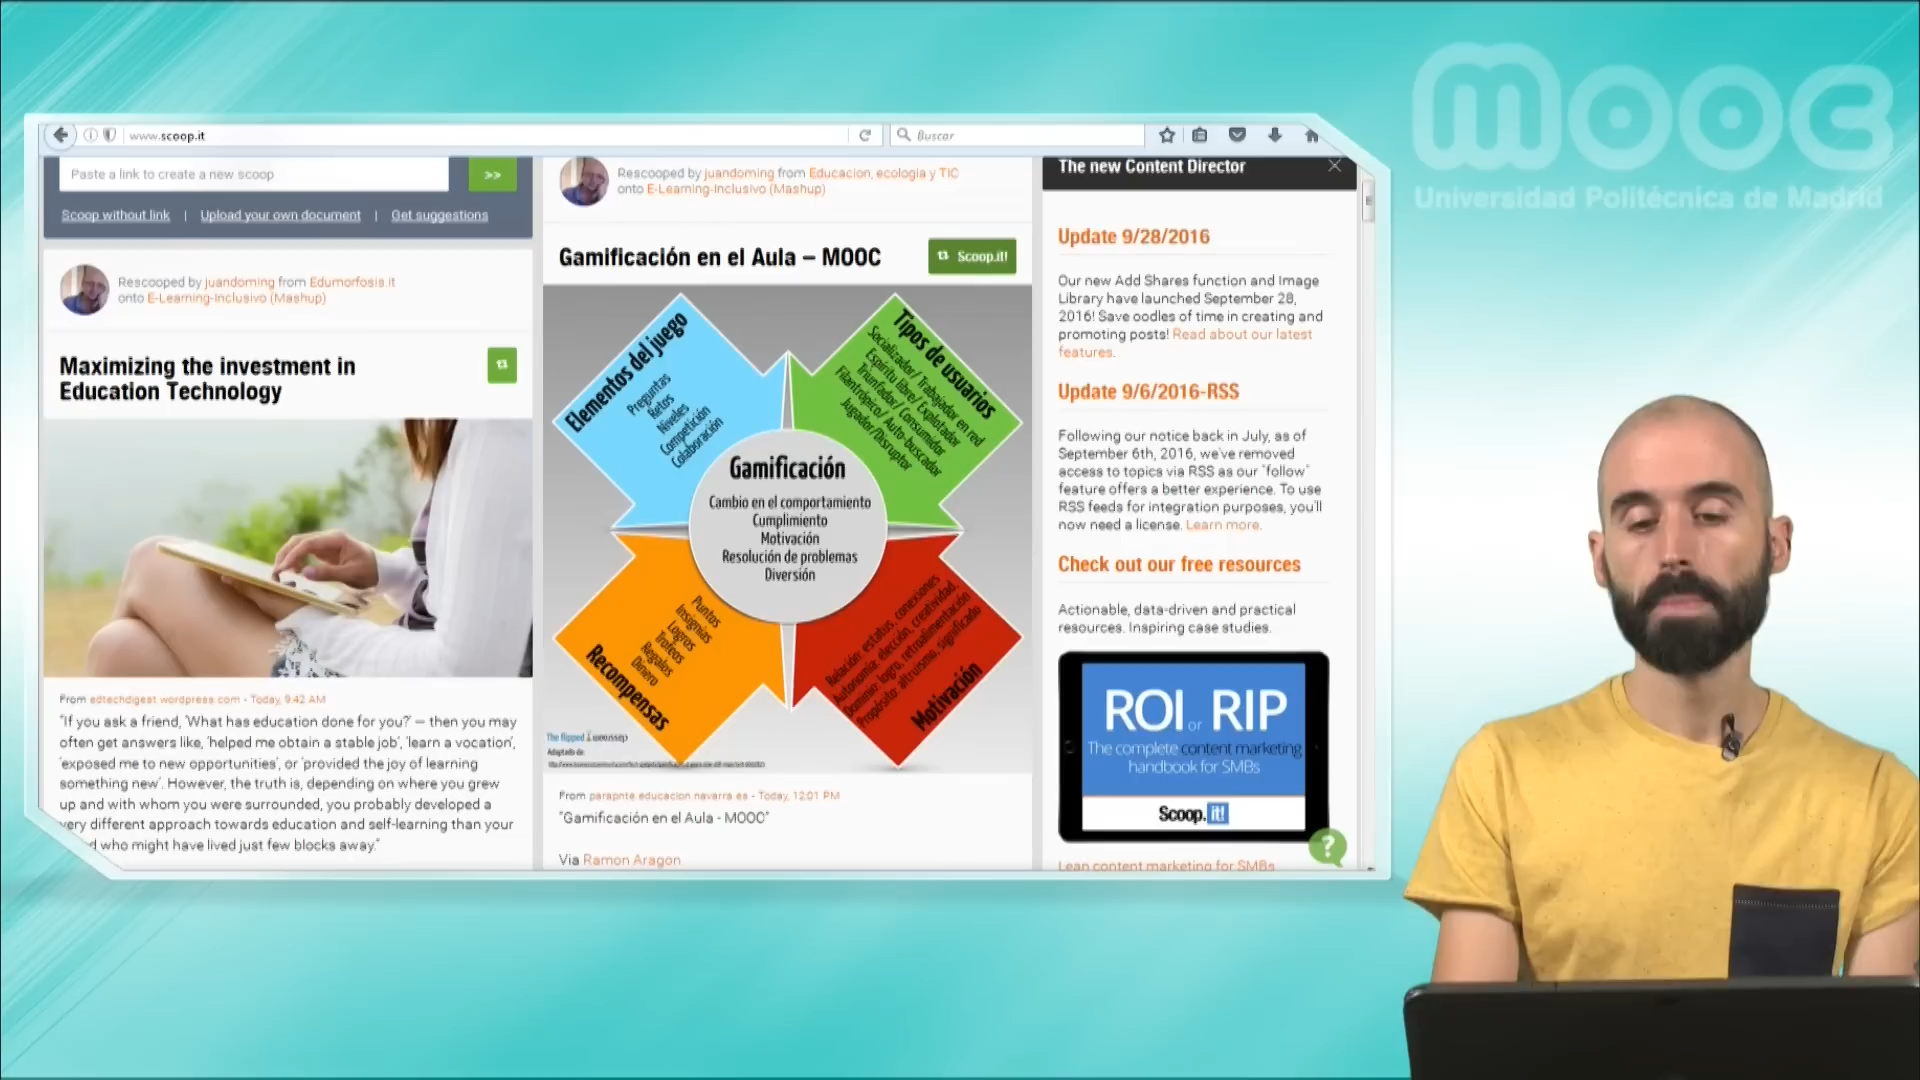 www.scoop.it
Buscar
Paste a link to create a new scoop
>>
Scoop without link | Upload your own document | Get suggestions
Rescooped by juandoming from Edumorfosis.it
onto E-Learning-Inclusivo (Mashup)
Maximizing the investment in
Education Technology
From edtechdigest.wordpress.com - Today, 9:42 AM
"If you ask a friend, 'What has education done for you?' – then you may
often get answers like, 'helped me obtain a stable job', 'learn a vocation',
'exposed me to new opportunities', or 'provided the joy of learning
something new'. However, the truth is, depending on where you grew
up and with whom you were surrounded, you probably developed a
very different approach towards education and self-learning than your
who might have lived just few blocks away."
Rescooped by juandoming from Educacion, ecologia y TIC
onto E-Learning-Inclusivo (Mashup)
Gamificación en el Aula – MOOC
Scoop.it!
Elementos del juego
Preguntas
Retos
Niveles
Competición
Colaboración
Tipos de usuarios
Socializador/ Trabajador en red
Espíritu libre/ Explotador
Triunfador/ Consumidor
Filantrópico/ Auto-buscador
Jugador/Disruptor
Gamificación
Cambio en el comportamiento
Cumplimiento
Motivación
Resolución de problemas
Diversión
Puntos
Insignias
Logros
Trofeos
Regalos
Dinero
Recompensas
Relación: estatus, conexiones
Autonomía: elección, creatividad,
Dominio: logro, retroalimentación
Propósito: altruismo, significado
Motivación
The flipped
Adaptado de:
From parapnte.educacion.navarra.es - Today, 12:01 PM
"Gamificación en el Aula - MOOC"
Via Ramon Aragon
The new Content Director
Update 9/28/2016
Our new Add Shares function and Image
Library have launched September 28,
2016! Save oodles of time in creating and
promoting posts! Read about our latest
features.
Update 9/6/2016-RSS
Following our notice back in July, as of
September 6th, 2016, we've removed
access to topics via RSS as our "follow"
feature offers a better experience. To use
RSS feeds for integration purposes, you'll
now need a license. Learn more.
Check out our free resources
Actionable, data-driven and practical
resources. Inspiring case studies.
ROI or RIP
The complete content marketing
handbook for SMBs
Scoop.it!
?
Lean content marketing for SMBs
mooc
Universidad Politécnica de Madrid